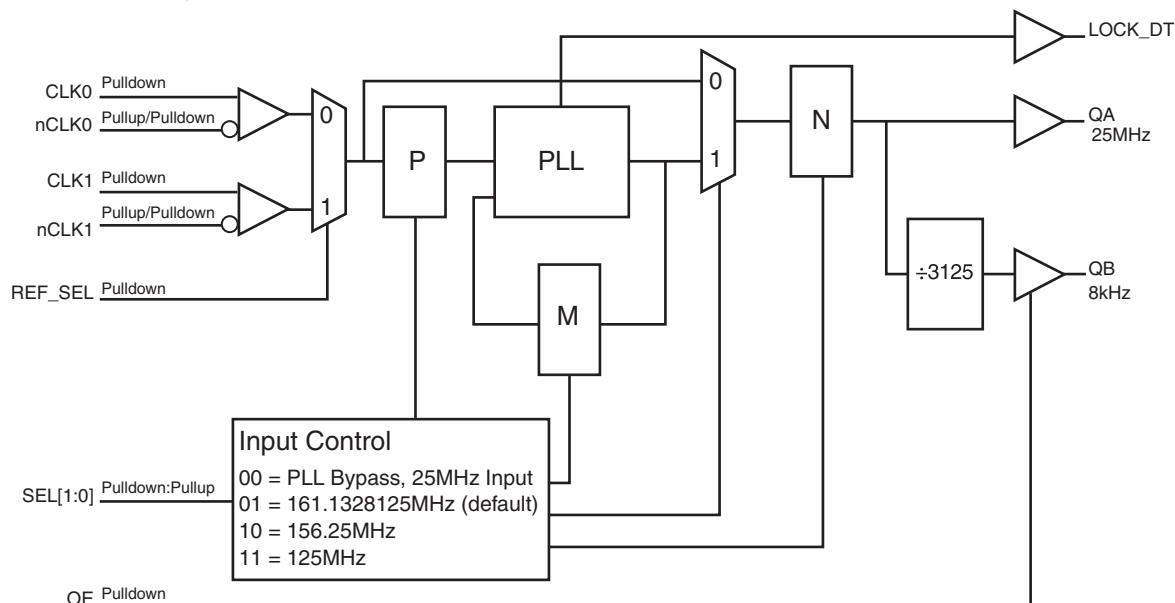 LOCK_DT
CLK0 Pulldown
nCLK0 Pullup/Pulldown
CLK1 Pulldown
nCLK1 Pullup/Pulldown
REF_SEL Pulldown
0
1
P
PLL
M
0
1
N
QA
25MHz
÷3125
QB
8kHz
Input Control
00 = PLL Bypass, 25MHz Input
01 = 161.1328125MHz (default)
10 = 156.25MHz
11 = 125MHz
SEL[1:0] Pulldown:Pullup
OE Pulldown